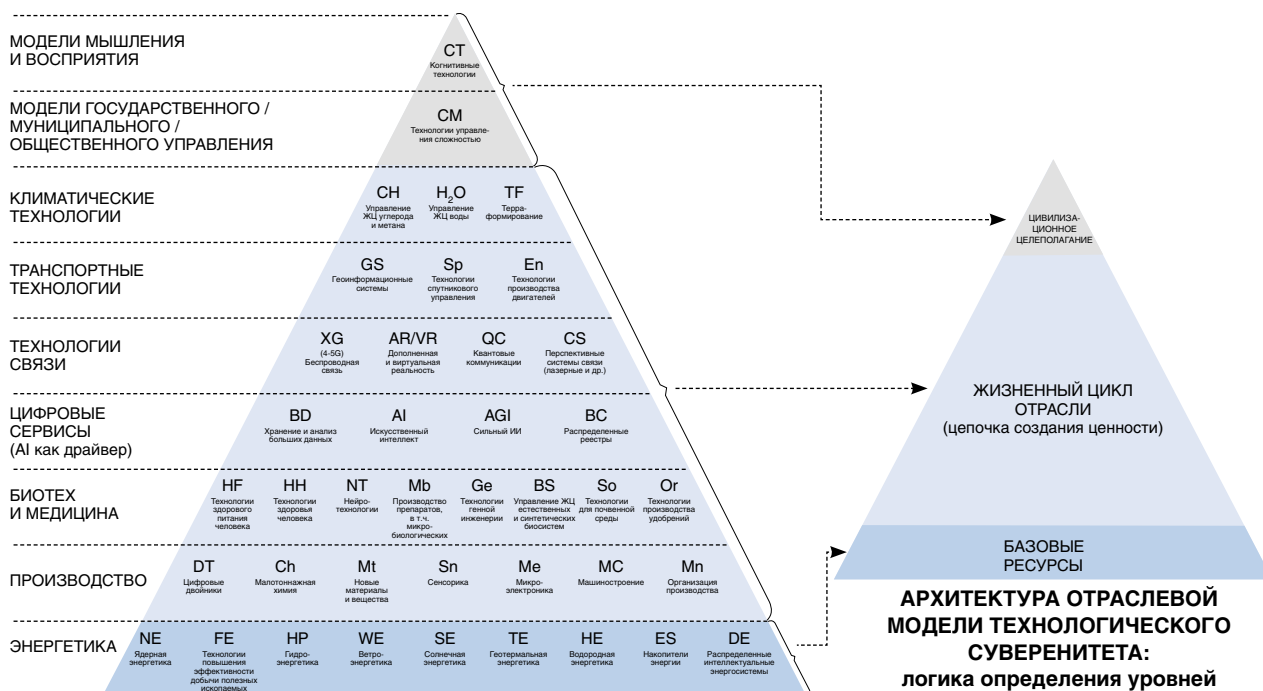 МОДЕЛИ МЫШЛЕНИЯ
И ВОСПРИЯТИЯ
CT
Когнитивные
технологии
МОДЕЛИ ГОСУДАРСТВЕННОГО /
МУНИЦИПАЛЬНОГО /
ОБЩЕСТВЕННОГО УПРАВЛЕНИЯ
CM
Технологии управле-
ния сложностью
КЛИМАТИЧЕСКИЕ
ТЕХНОЛОГИИ
CH
Управление
ЖЦ углерода
и метана
H₂O
Управление
ЖЦ воды
TF
Терра-
формирование
ТРАНСПОРТНЫЕ
ТЕХНОЛОГИИ
GS
Геоинформационные
системы
Sp
Технологии
спутникового
управления
En
Технологии
производства
двигателей
ТЕХНОЛОГИИ
СВЯЗИ
XG
(4-5G)
Беспроводная
связь
AR/VR
Дополненная
и виртуальная
реальность
QC
Квантовые
коммуникации
CS
Перспективные
системы связи
(лазерные и др.)
ЦИФРОВЫЕ
СЕРВИСЫ
(AI как драйвер)
BD
Хранение и анализ
больших данных
AI
Искусственный
интеллект
AGI
Сильный ИИ
BC
Распределенные
реестры
БИОТЕХ
И МЕДИЦИНА
HF
Технологии
здорового
питания
человека
HH
Технологии
здоровья
человека
NT
Нейро-
технологии
Mb
Производство
препаратов,
в т.ч.
микро-
биологических
Ge
Технологии
генной
инженерии
BS
Управление ЖЦ
естественных
и синтетических
биосистем
So
Технологии
для почвенной
среды
Or
Технологии
производства
удобрений
ПРОИЗВОДСТВО
DT
Цифровые
двойники
Ch
Малотоннажная
химия
Mt
Новые
материалы
и вещества
Sn
Сенсорика
Me
Микро-
электроника
MC
Машиностроение
Mn
Организация
производства
ЭНЕРГЕТИКА
NE
Ядерная
энергетика
FE
Технологии
повышения
эффективности
добычи полезных
ископаемых
HP
Гидро-
энергетика
WE
Ветро-
энергетика
SE
Солнечная
энергетика
TE
Геотермальная
энергетика
HE
Водородная
энергетика
ES
Накопители
энергии
DE
Распределенные
интеллектуальные
энергосистемы
ЦИВИЛИЗА-
ЦИОННОЕ
ЦЕЛЕПОЛАГАНИЕ
ЖИЗНЕННЫЙ ЦИКЛ
ОТРАСЛИ
(цепочка создания ценности)
БАЗОВЫЕ
РЕСУРСЫ
АРХИТЕКТУРА ОТРАСЛЕВОЙ
МОДЕЛИ ТЕХНОЛОГИЧЕСКОГО
СУВЕРЕНИТЕТА:
логика определения уровней